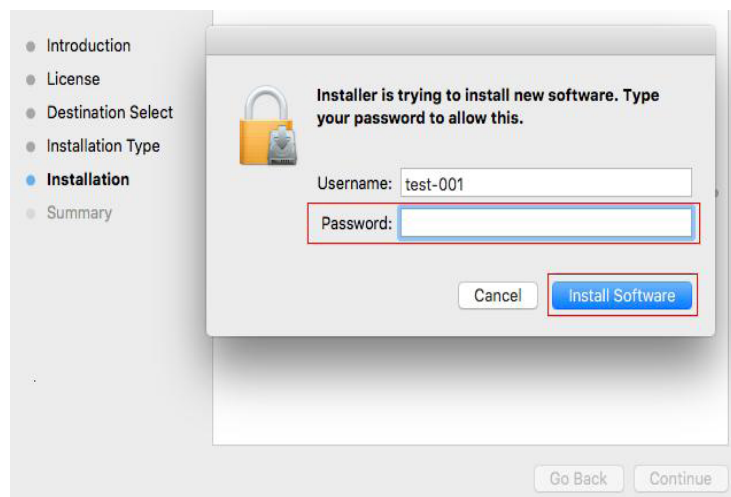 Introduction
License
Destination Select
Installation Type
Installation
Summary
Installer is trying to install new software. Type
your password to allow this.
Username: test-001
Password:
Cancel
Install Software
Go Back
Continue